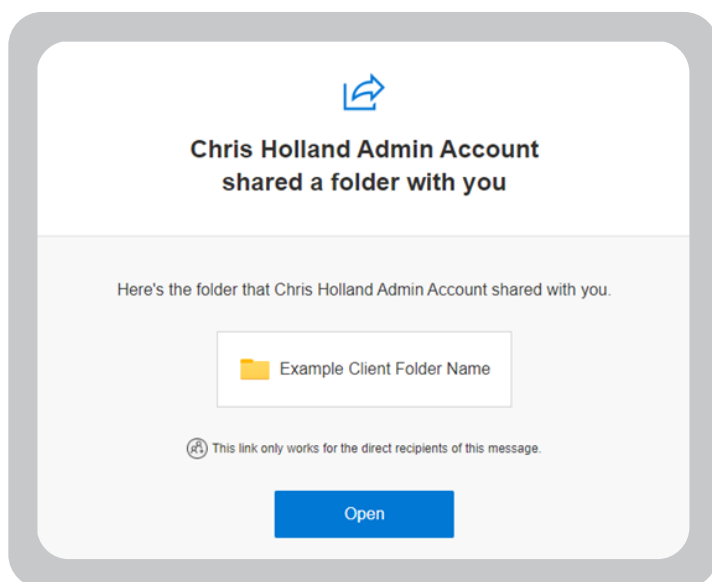 Chris Holland Admin Account
shared a folder with you
Here's the folder that Chris Holland Admin Account shared with you.
Example Client Folder Name
This link only works for the direct recipients of this message.
Open